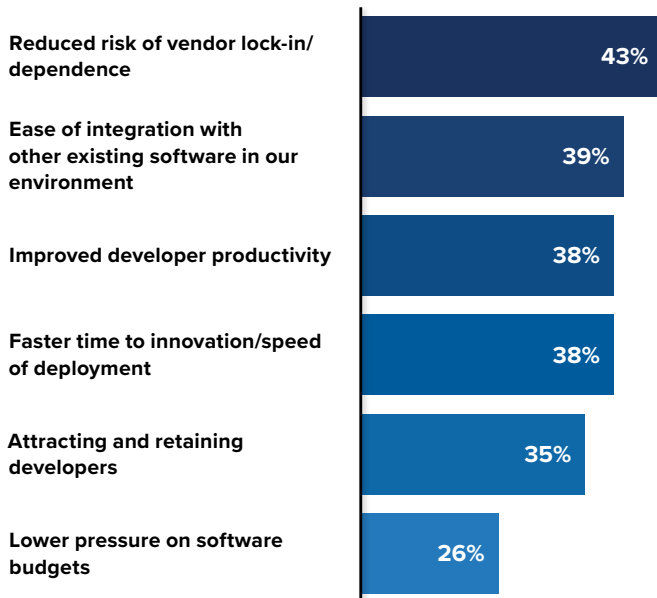 Reduced risk of vendor lock-in/
dependence
43%
Ease of integration with
other existing software in our
environment
39%
Improved developer productivity
38%
Faster time to innovation/speed
of deployment
38%
Attracting and retaining
developers
35%
Lower pressure on software
budgets
26%